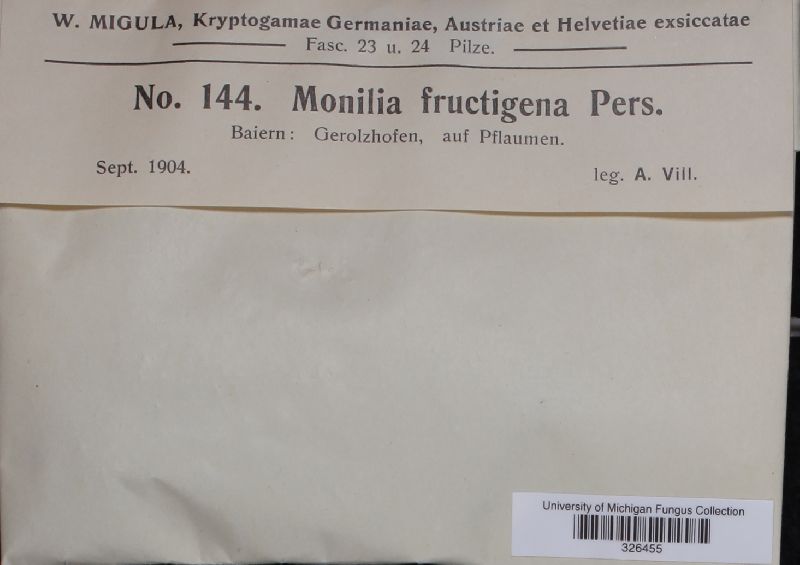 W. MIGULA, Kryptogamae Germaniae, Austriae et Helvetiae exsiccatae
Fasc. 23 u. 24 Pilze.
No. 144. Monilia fructigena Pers.
Baiern: Gerolzhofen, auf Pflaumen.
Sept. 1904. leg. A. Vill.
University of Michigan Fungus Collection
326455